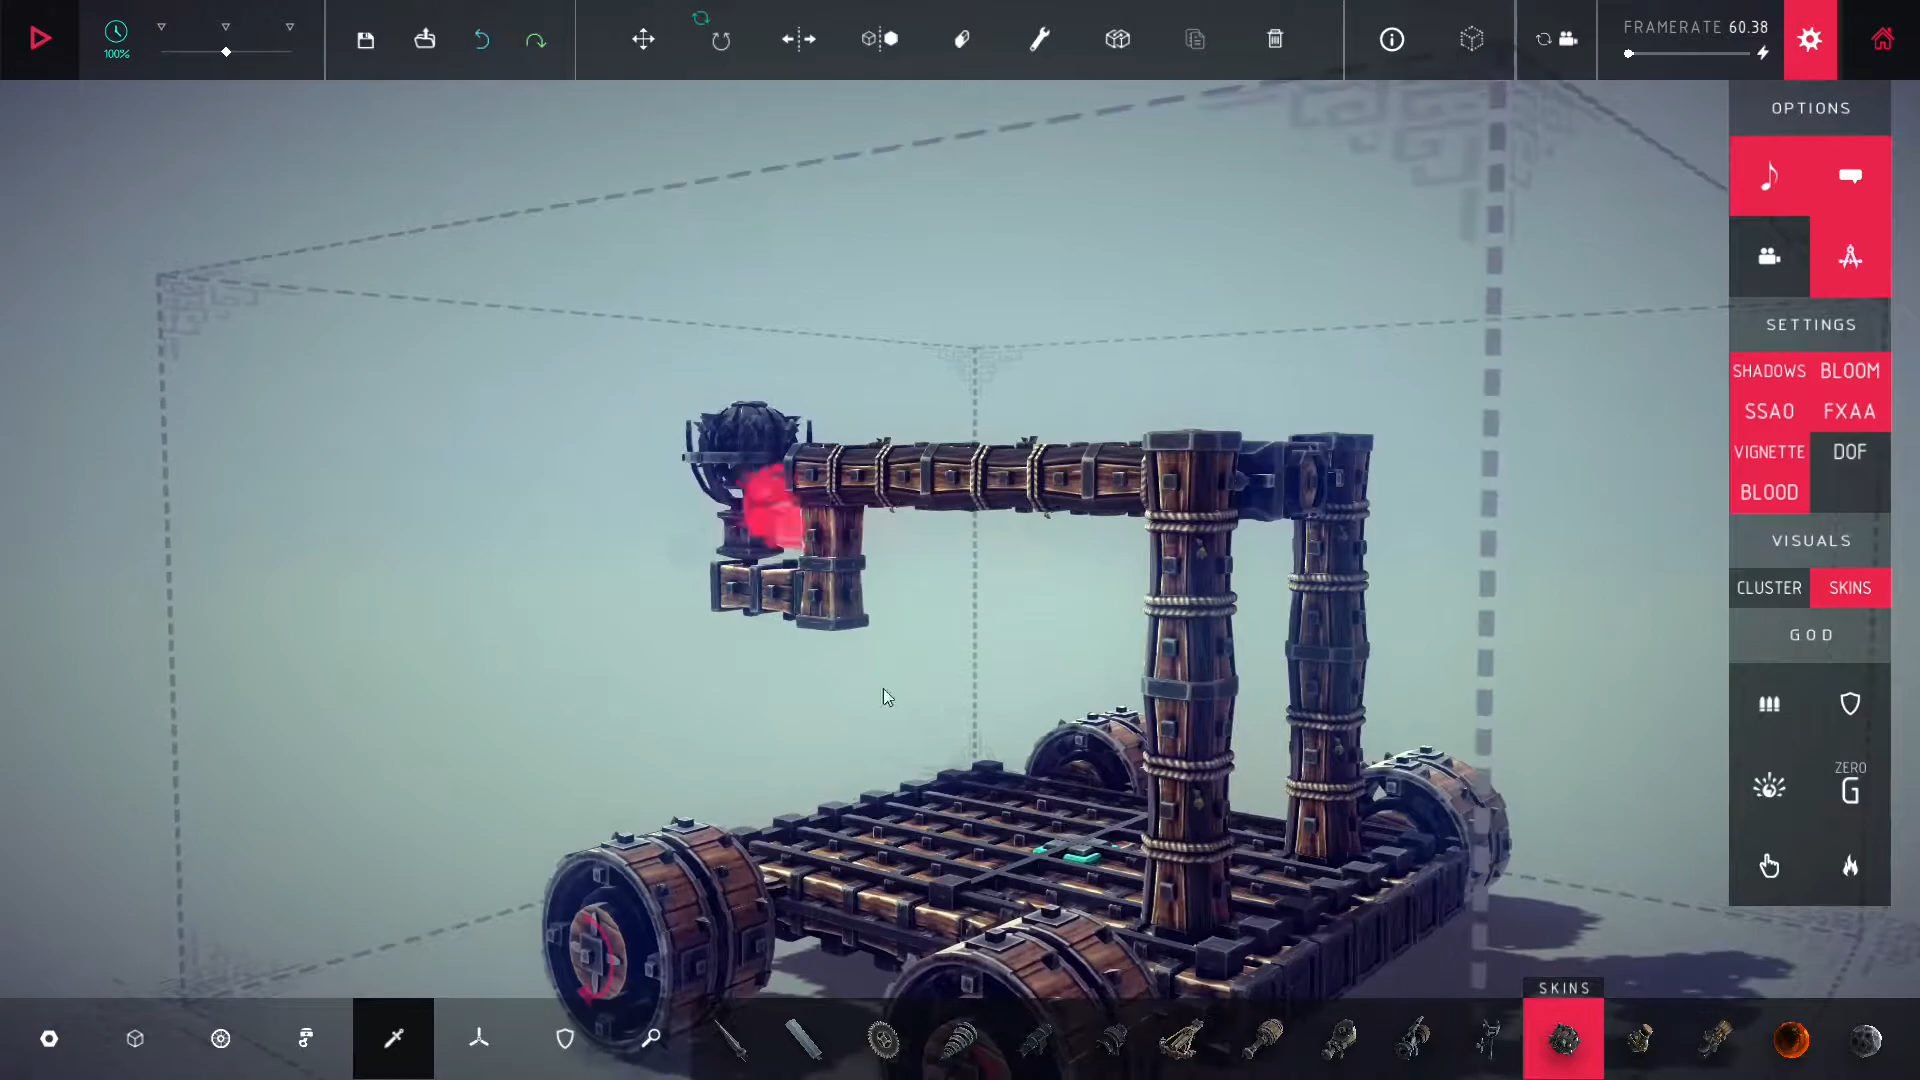 100%
FRAMERATE 60.38
OPTIONS
SETTINGS
SHADOWS BLOOM
SSAO FXAA
VIGNETTE DOF
BLOOD
VISUALS
CLUSTER SKINS
GOD
ZERO
G
SKINS